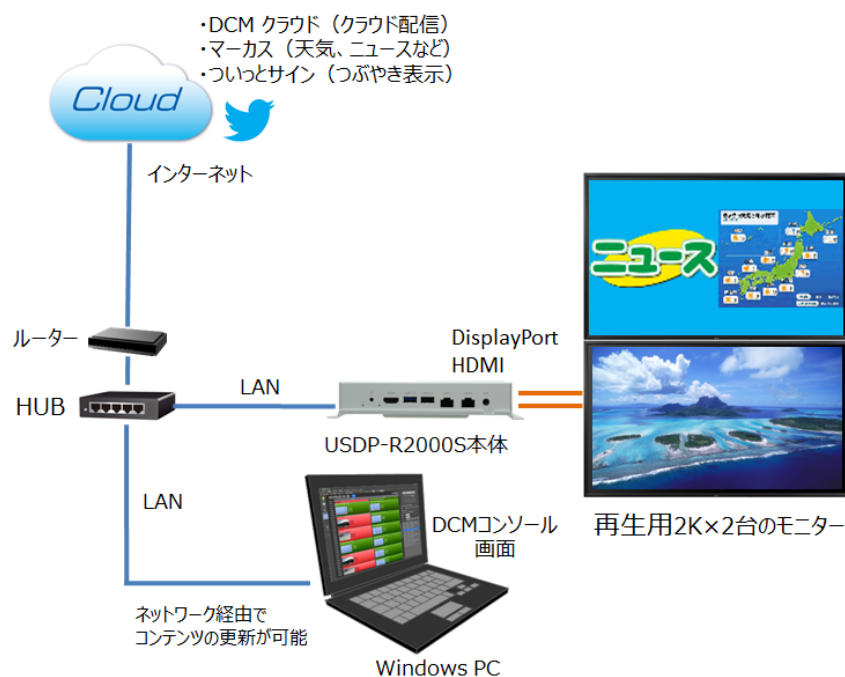 ・DCM クラウド（クラウド配信）
・マーカス（天気、ニュースなど）
・ついっとサイン（つぶやき表示）
Cloud
インターネット
ニュース
ルーター
DisplayPort
HDMI
HUB
LAN
USDP-R2000S本体
LAN
DCMコンソール
画面
再生用2K×2台のモニター
ネットワーク経由で
コンテンツの更新が可能
Windows PC